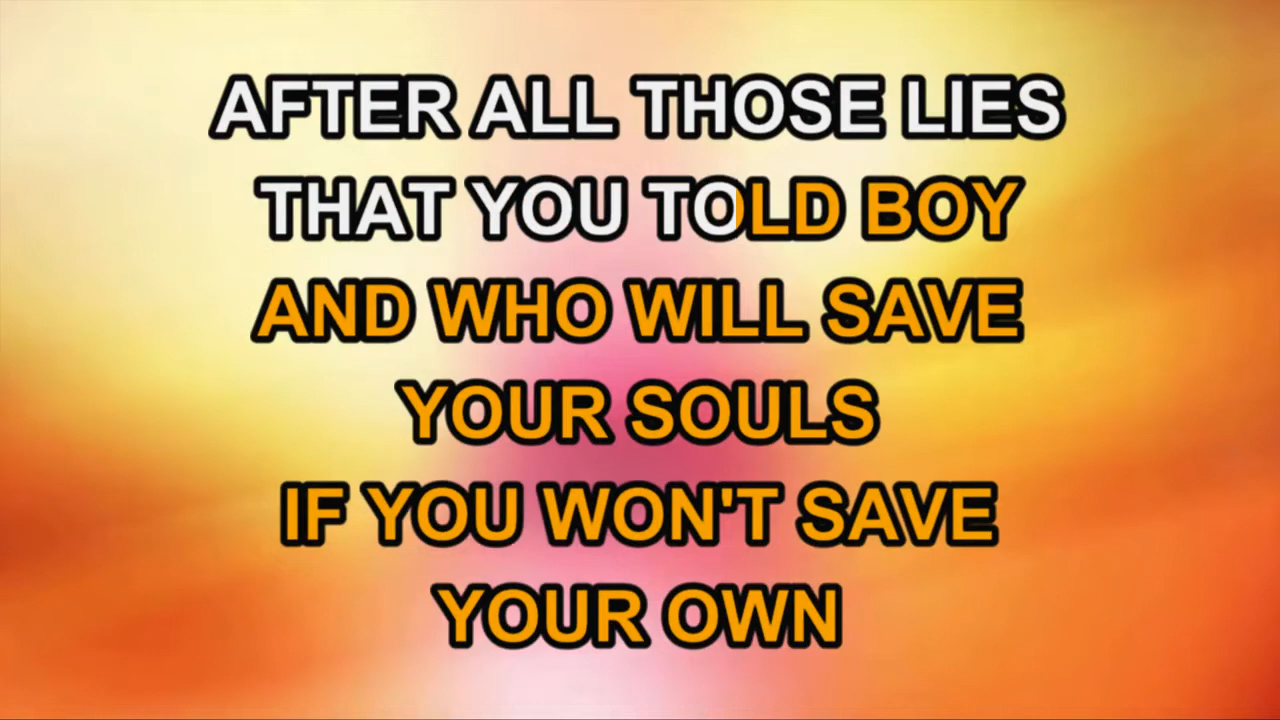 AFTER ALL THOSE LIES
THAT YOU TOLD BOY
AND WHO WILL SAVE
YOUR SOULS
IF YOU WON'T SAVE
YOUR OWN